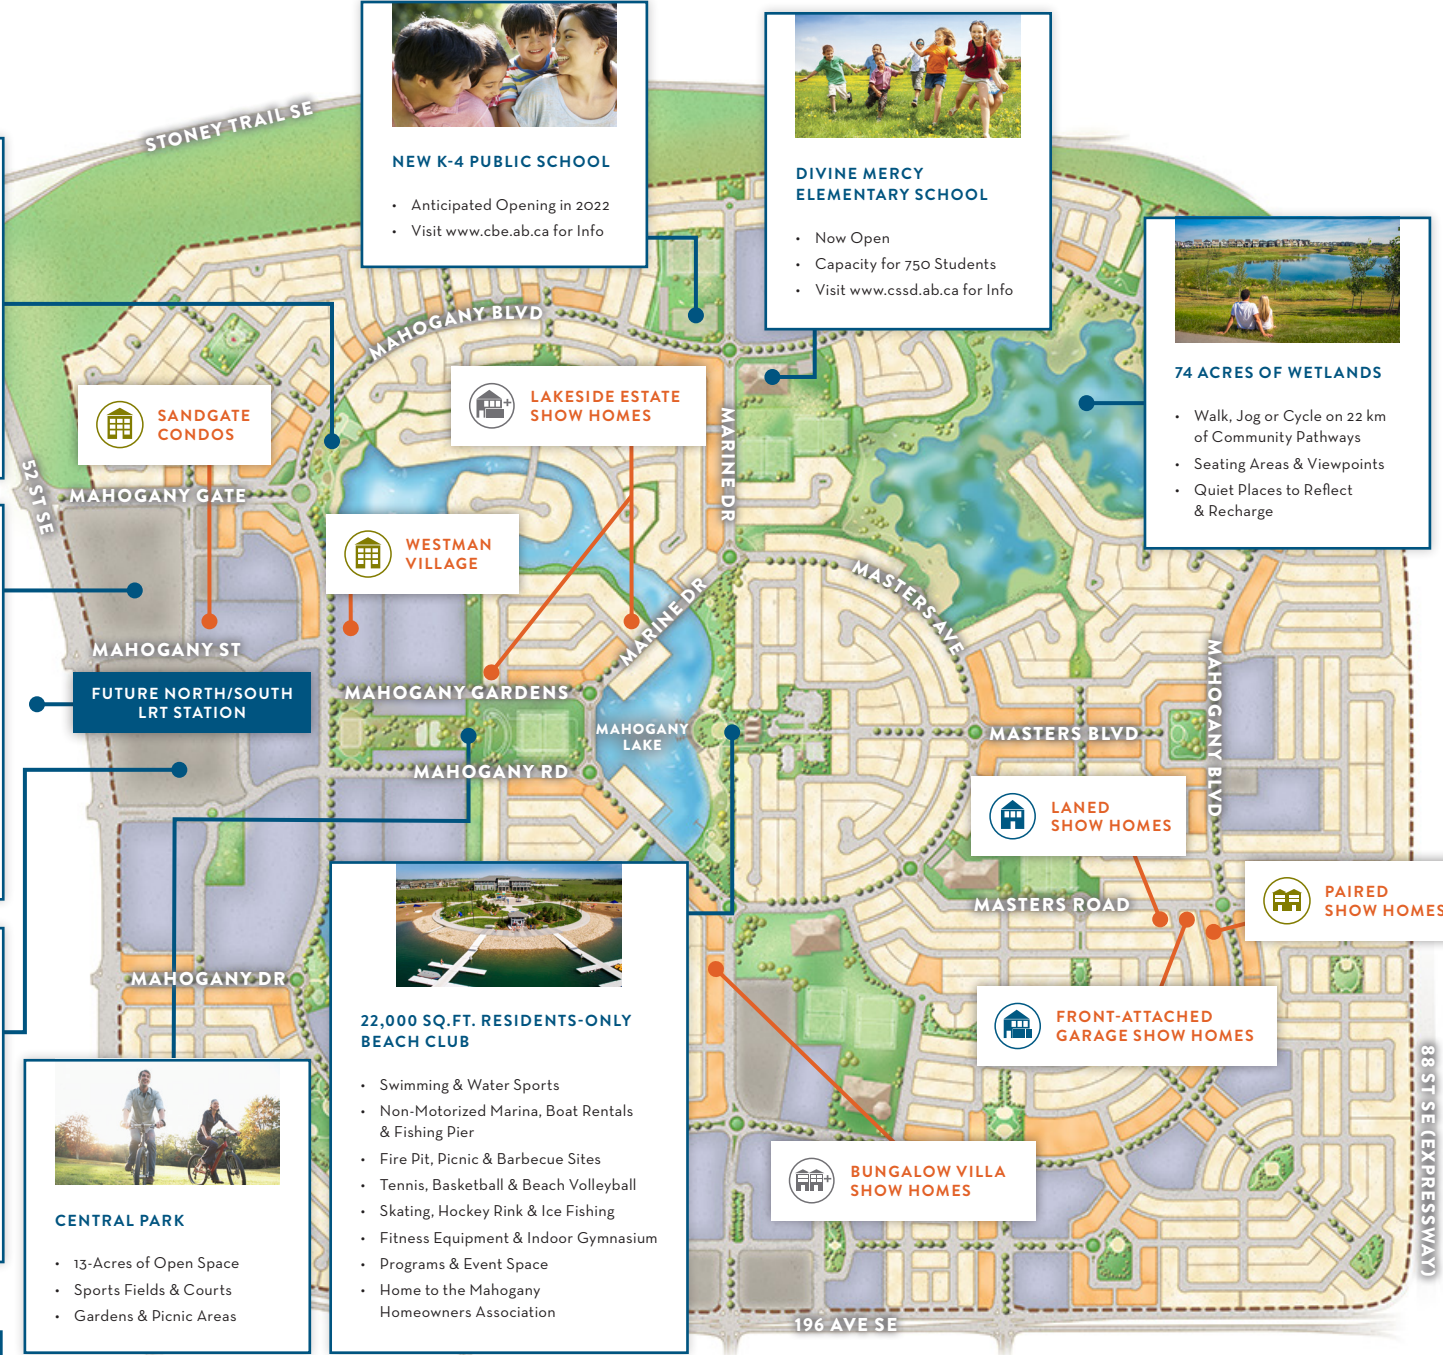 STONEY TRAIL SE
NEW K-4 PUBLIC SCHOOL
• Anticipated Opening in 2022
• Visit www.cbe.ab.ca for Info
DIVINE MERCY
ELEMENTARY SCHOOL
• Now Open
• Capacity for 750 Students
• Visit www.cssd.ab.ca for Info
74 ACRES OF WETLANDS
• Walk, Jog or Cycle on 22 km
of Community Pathways
• Seating Areas & Viewpoints
• Quiet Places to Reflect
& Recharge
MAHOGANY BLVD
SANDGATE
CONDOS
LAKESIDE ESTATE
SHOW HOMES
MARINE DR
52 ST SE
MAHOGANY GATE
WESTMAN
VILLAGE
MASTERS AVE
MARINE DR
MAHOGANY ST
FUTURE NORTH/SOUTH
LRT STATION
MAHOGANY GARDENS
MAHOGANY
LAKE
MASTERS BLVD
MAHOGANY BLVD
MAHOGANY RD
LANED
SHOW HOMES
MASTERS ROAD
PAIRED
SHOW HOMES
MAHOGANY DR
FRONT-ATTACHED
GARAGE SHOW HOMES
22,000 SQ.FT. RESIDENTS-ONLY
BEACH CLUB
• Swimming & Water Sports
• Non-Motorized Marina, Boat Rentals
& Fishing Pier
• Fire Pit, Picnic & Barbecue Sites
• Tennis, Basketball & Beach Volleyball
• Skating, Hockey Rink & Ice Fishing
• Fitness Equipment & Indoor Gymnasium
• Programs & Event Space
• Home to the Mahogany
Homeowners Association
88 ST SE (EXPRESSWAY)
BUNGALOW VILLA
SHOW HOMES
CENTRAL PARK
• 13-Acres of Open Space
• Sports Fields & Courts
• Gardens & Picnic Areas
196 AVE SE